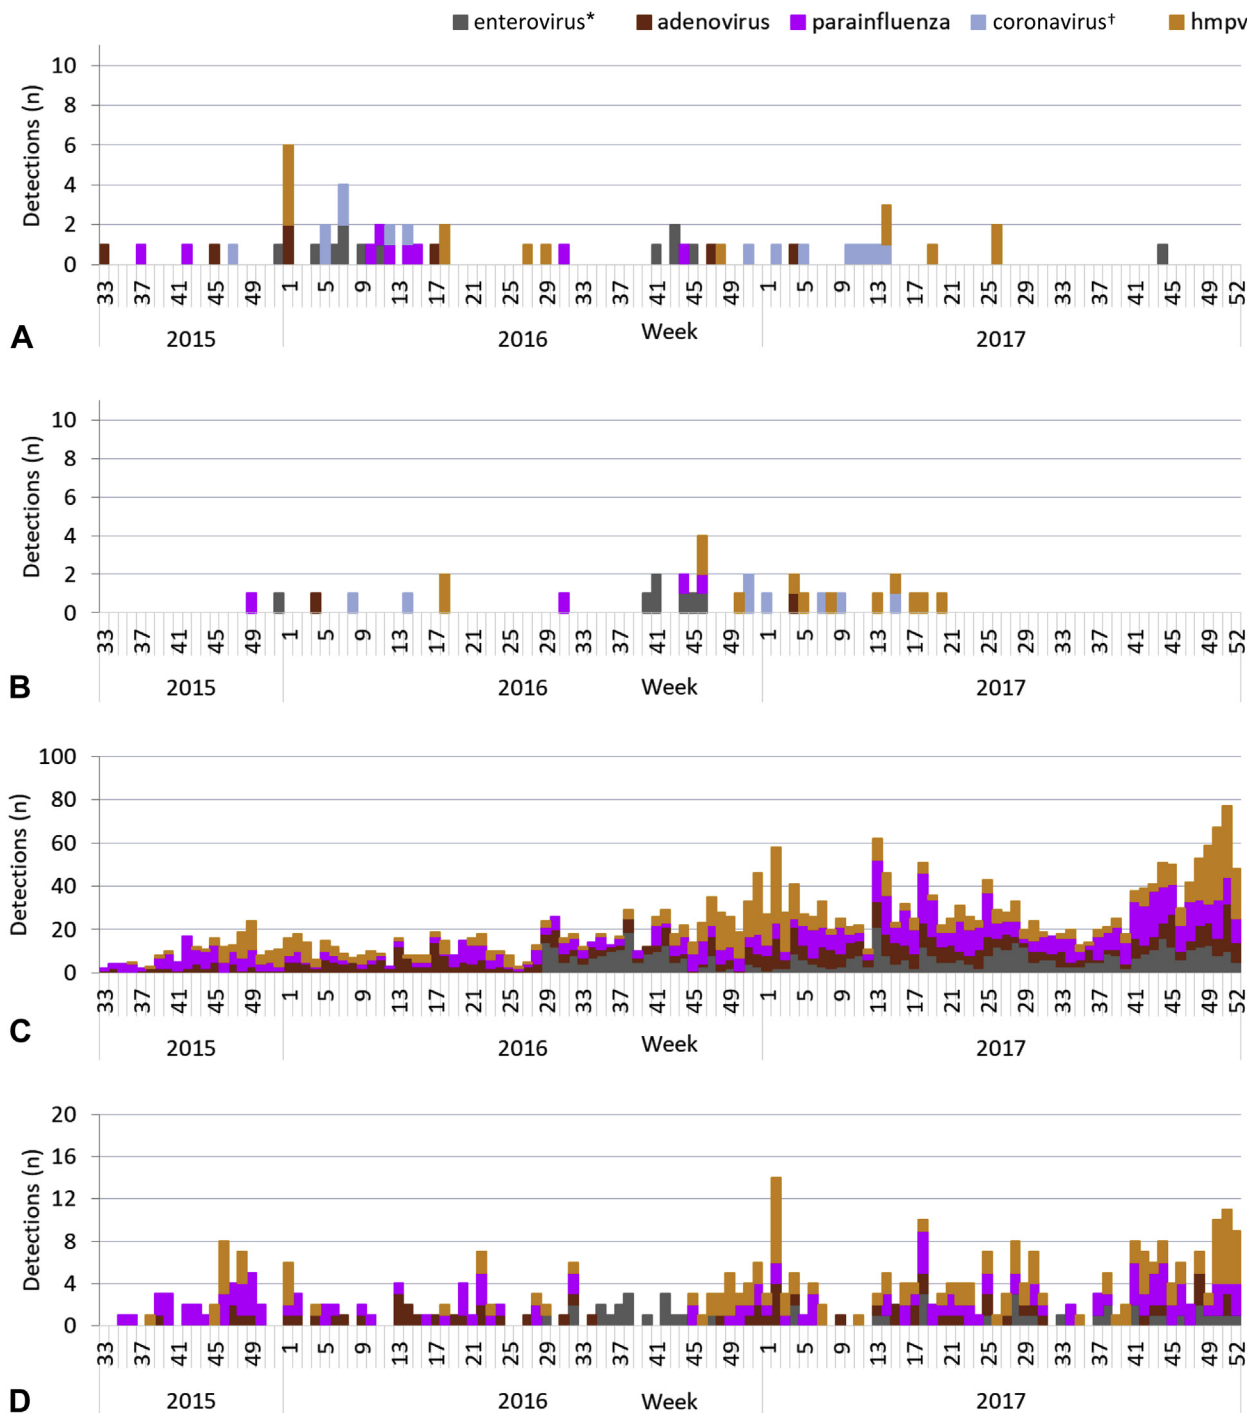 enterovirus* adenovirus parainfluenza coronavirus† hmpv
Detections (n)
10
8
6
4
2
0
33 37 41 45 49 1 5 9 13 17 21 25 29 33 37 41 45 49 1 5 9 13 17 21 25 29 33 37 41 45 49 52
2015 2016 Week 2017
A
Detections (n)
10
8
6
4
2
0
33 37 41 45 49 1 5 9 13 17 21 25 29 33 37 41 45 49 1 5 9 13 17 21 25 29 33 37 41 45 49 52
2015 2016 Week 2017
B
Detections (n)
100
80
60
40
20
0
33 37 41 45 49 1 5 9 13 17 21 25 29 33 37 41 45 49 1 5 9 13 17 21 25 29 33 37 41 45 49 52
2015 2016 Week 2017
C
Detections (n)
20
16
12
8
4
0
33 37 41 45 49 1 5 9 13 17 21 25 29 33 37 41 45 49 1 5 9 13 17 21 25 29 33 37 41 45 49 52
2015 2016 Week 2017
D